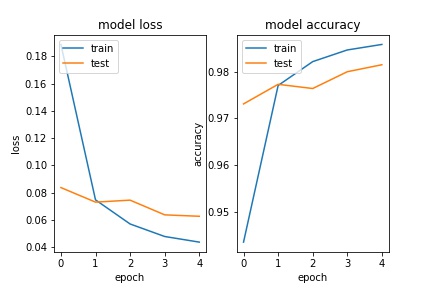 model loss
train
test
0.18
0.16
0.14
0.12
0.10
0.08
0.06
0.04
loss
0 1 2 3 4
epoch
model accuracy
train
test
0.98
0.97
0.96
0.95
accuracy
0 1 2 3 4
epoch